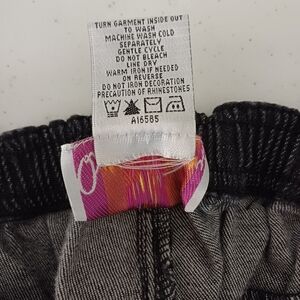 TURN GARMENT INSIDE OUT
TO WASH
MACHINE WASH COLD
SEPARATELY
GENTLE CYCLE
DO NOT BLEACH
LINE DRY
WARM IRON IF NEEDED
ON REVERSE
DO NOT IRON DECORATION
PRECAUTION OF RHINESTONES
A16585